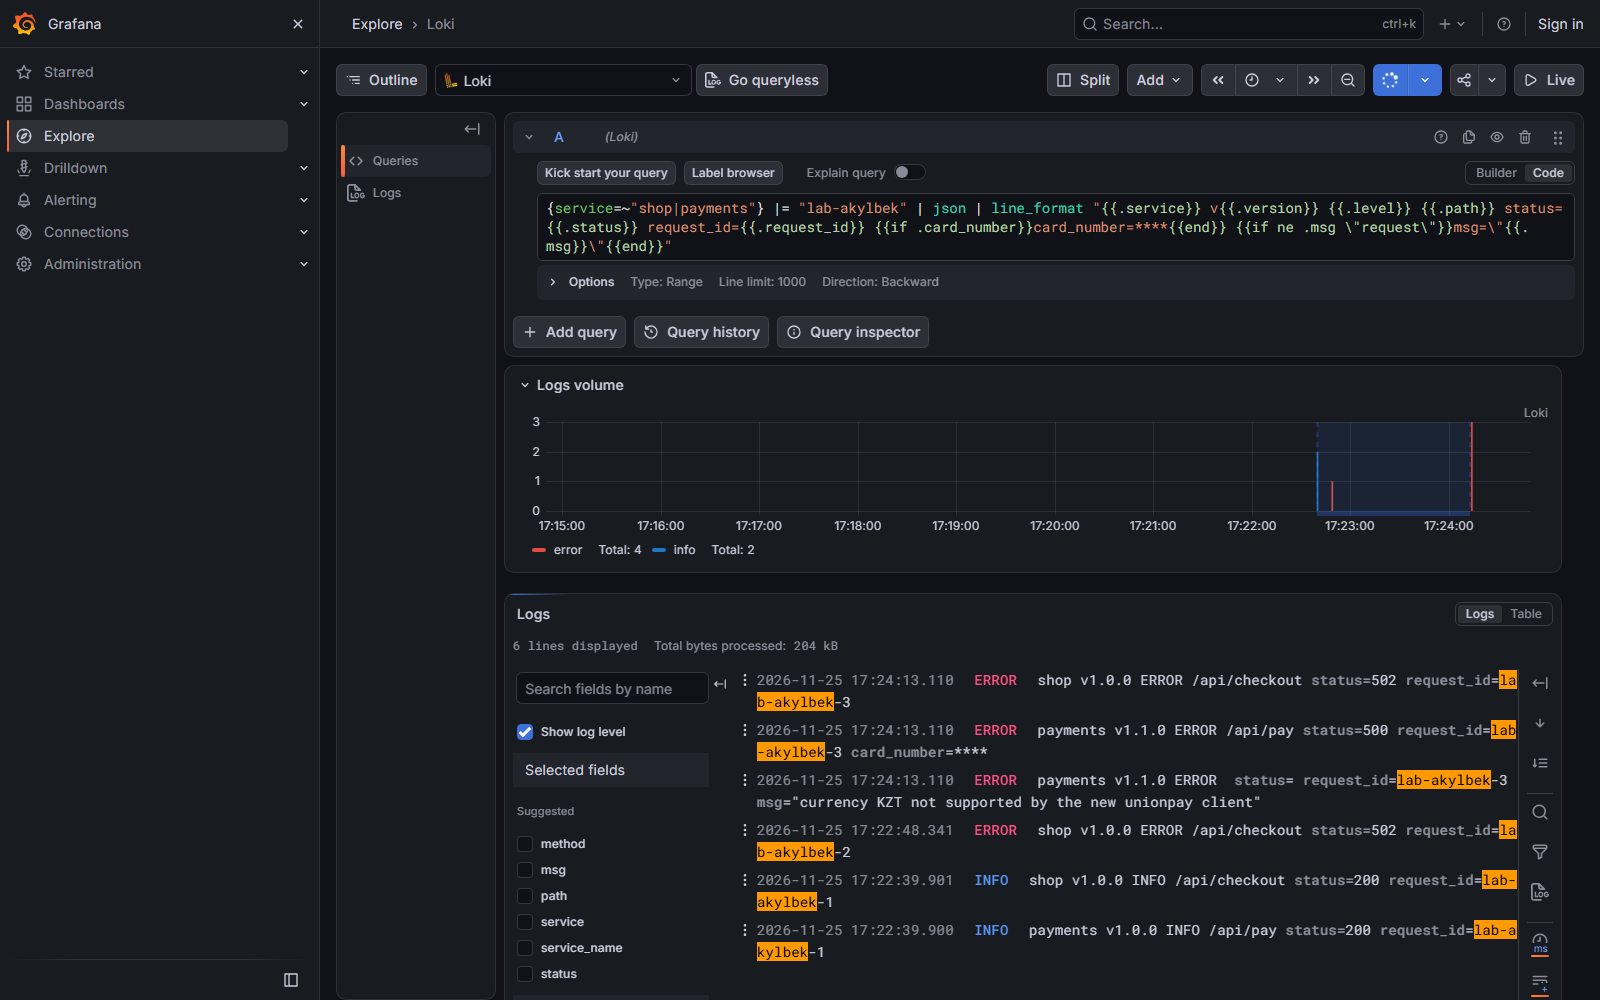 Grafana
Explore › Loki
Search... ctrl+k
Sign in
Starred
Dashboards
Explore
Drilldown
Alerting
Connections
Administration
Outline
Loki
Go queryless
Split
Add
Live
Queries
Logs
A (Loki)
Kick start your query
Label browser
Explain query
Builder
Code
{service=~"shop|payments"} |= "lab-akylbek" | json | line_format "{{.service}} v{{.version}} {{.level}} {{.path}} status=
{{.status}} request_id={{.request_id}} {{if .card_number}}card_number=****{{end}} {{if ne .msg \"request\"}}msg=\"{{.
msg}}\"{{end}}"
Options Type: Range Line limit: 1000 Direction: Backward
Add query
Query history
Query inspector
Logs volume
Loki
3
2
1
0
17:15:00 17:16:00 17:17:00 17:18:00 17:19:00 17:20:00 17:21:00 17:22:00 17:23:00 17:24:00
error Total: 4 info Total: 2
Logs
Logs
Table
6 lines displayed Total bytes processed: 204 kB
Search fields by name
Show log level
Selected fields
Suggested
method
msg
path
service
service_name
status
2026-11-25 17:24:13.110 ERROR shop v1.0.0 ERROR /api/checkout status=502 request_id=la
b-akylbek-3
2026-11-25 17:24:13.110 ERROR payments v1.1.0 ERROR /api/pay status=500 request_id=lab
-akylbek-3 card_number=****
2026-11-25 17:24:13.110 ERROR payments v1.1.0 ERROR status= request_id=lab-akylbek-3
msg="currency KZT not supported by the new unionpay client"
2026-11-25 17:22:48.341 ERROR shop v1.0.0 ERROR /api/checkout status=502 request_id=la
b-akylbek-2
2026-11-25 17:22:39.901 INFO shop v1.0.0 INFO /api/checkout status=200 request_id=lab-
akylbek-1
2026-11-25 17:22:39.900 INFO payments v1.0.0 INFO /api/pay status=200 request_id=lab-a
kylbek-1
LOG
ms